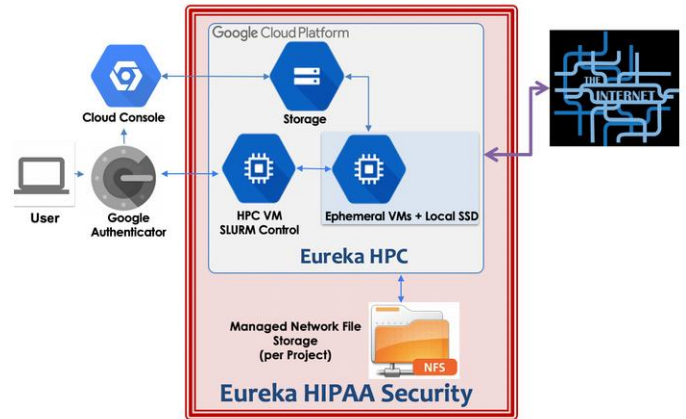 Google Cloud Platform
Cloud Console
Storage
THE
INTERNET
User
Google
Authenticator
HPC VM
SLURM Control
Ephemeral VMs + Local SSD
Eureka HPC
Managed Network File
Storage
(per Project)
NFS
Eureka HIPAA Security